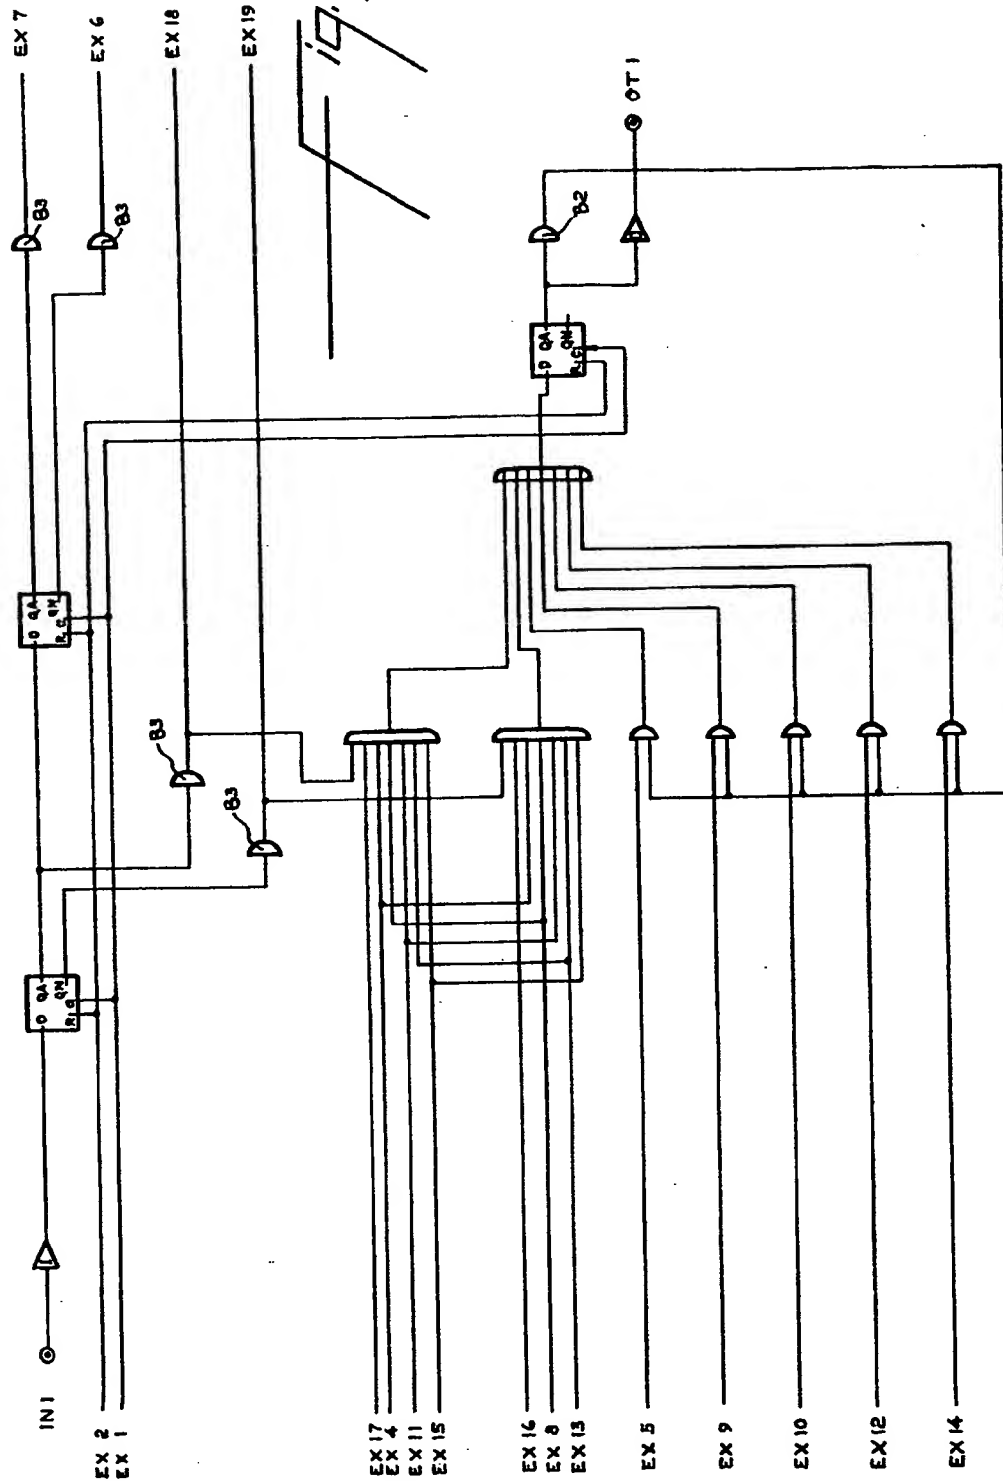 EX 7
EX 6
EX 18
EX 19
Fig. 7
B3
B3
B3
B3
B2
OT 1
D QA
QN
R C
D QA
QN
R C
D QA
QN
R C
IN 1
EX 2
EX 1
EX 17
EX 4
EX 11
EX 15
EX 16
EX 8
EX 13
EX 5
EX 9
EX 10
EX 12
EX 14